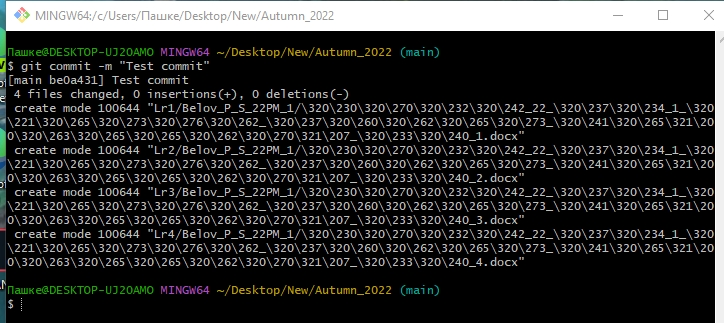 MINGW64:/c/Users/Пашке/Desktop/New/Autumn_2022
Пашке@DESKTOP-UJ2OAMO MINGW64 ~/Desktop/New/Autumn_2022 (main)
$ git commit -m "Test commit"
[main be0a431] Test commit
4 files changed, 0 insertions(+), 0 deletions(-)
create mode 100644 "Lr1/Belov_P_S_22PM_1/\320\230\320\270\320\232\320\242_22_\320\237\320\234_1_\320
\221\320\265\320\273\320\276\320\262_\320\237\320\260\320\262\320\265\320\273_\320\241\320\265\321\20
0\320\263\320\265\320\265\320\262\320\270\321\207_\320\233\320\240_1.docx"
create mode 100644 "Lr2/Belov_P_S_22PM_1/\320\230\320\270\320\232\320\242_22_\320\237\320\234_1_\320
\221\320\265\320\273\320\276\320\262_\320\237\320\260\320\262\320\265\320\273_\320\241\320\265\321\20
0\320\263\320\265\320\265\320\262\320\270\321\207_\320\233\320\240_2.docx"
create mode 100644 "Lr3/Belov_P_S_22PM_1/\320\230\320\270\320\232\320\242_22_\320\237\320\234_1_\320
\221\320\265\320\273\320\276\320\262_\320\237\320\260\320\262\320\265\320\273_\320\241\320\265\321\20
0\320\263\320\265\320\265\320\262\320\270\321\207_\320\233\320\240_3.docx"
create mode 100644 "Lr4/Belov_P_S_22PM_1/\320\230\320\270\320\232\320\242_22_\320\237\320\234_1_\320
\221\320\265\320\273\320\276\320\262_\320\237\320\260\320\262\320\265\320\273_\320\241\320\265\321\20
0\320\263\320\265\320\265\320\262\320\270\321\207_\320\233\320\240_4.docx"
Пашке@DESKTOP-UJ2OAMO MINGW64 ~/Desktop/New/Autumn_2022 (main)
$